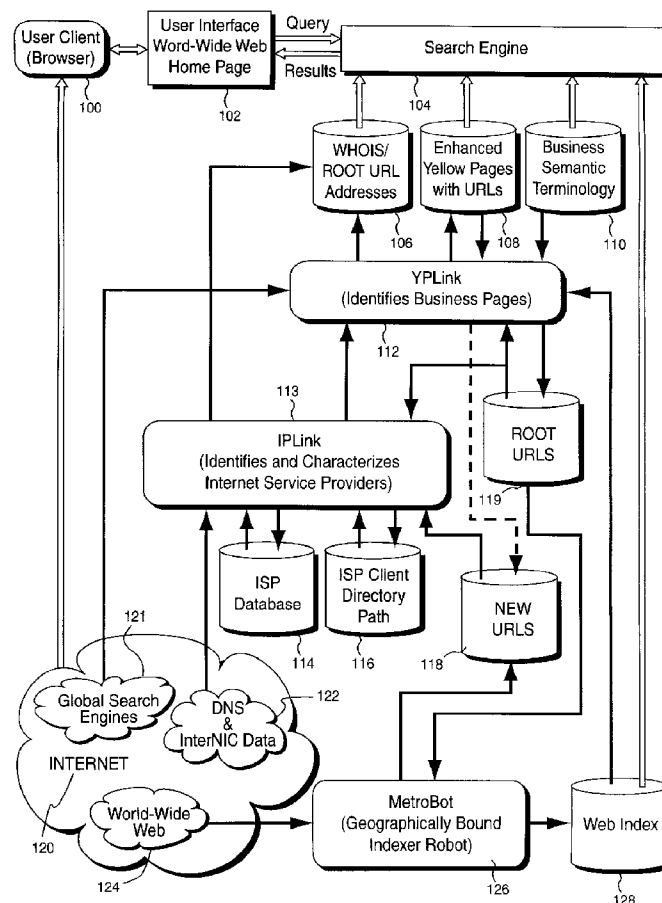 User Client
(Browser)
100
User Interface
Word-Wide Web
Home Page
102
Query
Results
Search Engine
104
WHOIS/
ROOT URL
Addresses
106
Enhanced
Yellow Pages
with URLs
108
Business
Semantic
Terminology
110
YPLink
(Identifies Business Pages)
112
113
IPLink
(Identifies and Characterizes
Internet Service Providers)
ROOT
URLS
119
ISP
Database
114
ISP Client
Directory
Path
116
NEW
URLS
118
121
Global Search
Engines
122
DNS
&
InterNIC Data
INTERNET
120
World-Wide
Web
124
MetroBot
(Geographically Bound
Indexer Robot)
126
Web Index
128